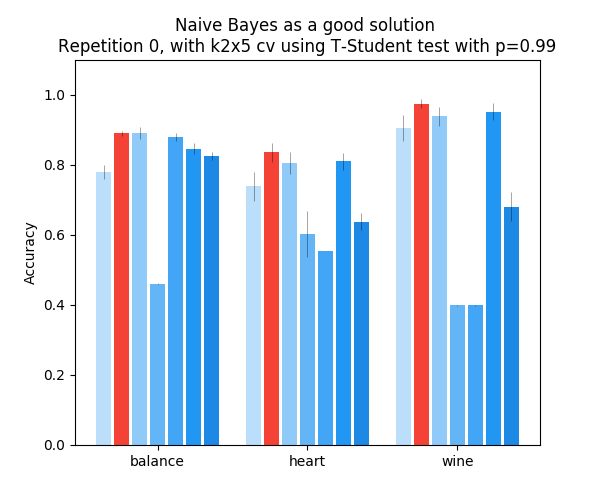 Naive Bayes as a good solution
Repetition 0, with k2x5 cv using T-Student test with p=0.99
Accuracy
1.0
0.8
0.6
0.4
0.2
0.0
balance heart wine